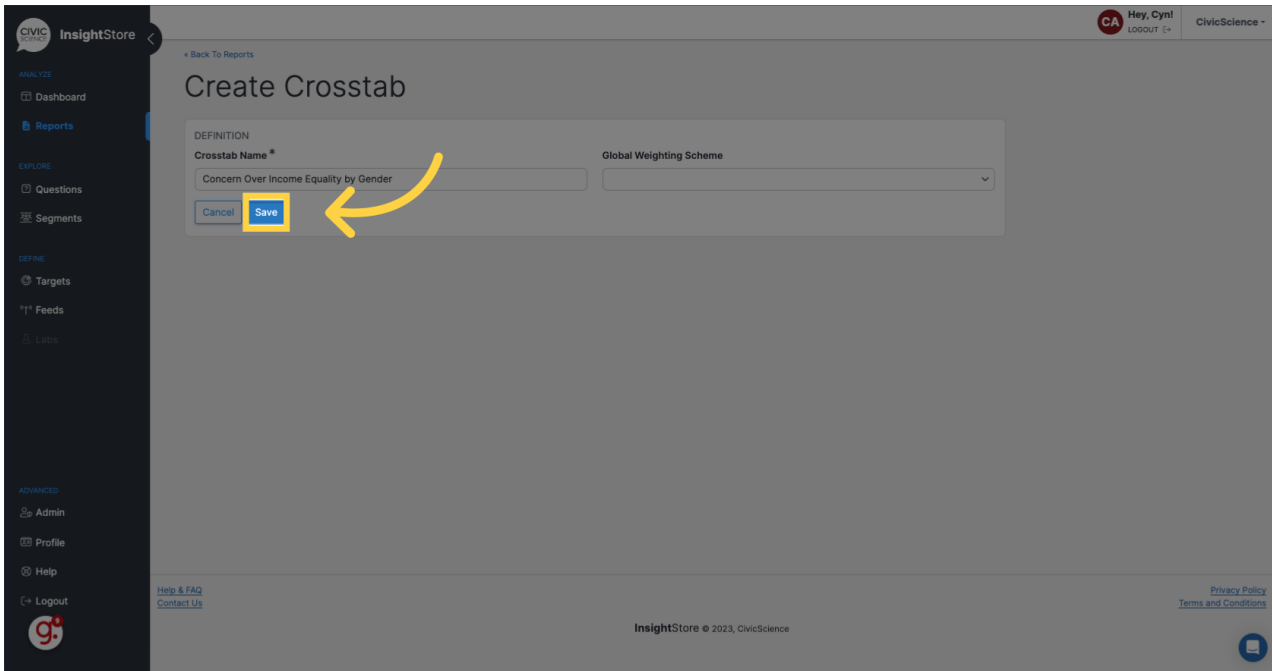 CIVIC
SCIENCE
InsightStore
CA
Hey, Cyn!
LOGOUT
CivicScience
ANALYZE
Dashboard
Reports
EXPLORE
Questions
Segments
DEFINE
Targets
Feeds
Labs
ADVANCED
Admin
Profile
Help
Logout
g.
9
« Back To Reports
Create Crosstab
DEFINITION
Crosstab Name *
Global Weighting Scheme
Concern Over Income Equality by Gender
Cancel
Save
Help & FAQ
Contact Us
Privacy Policy
Terms and Conditions
InsightStore © 2023, CivicScience